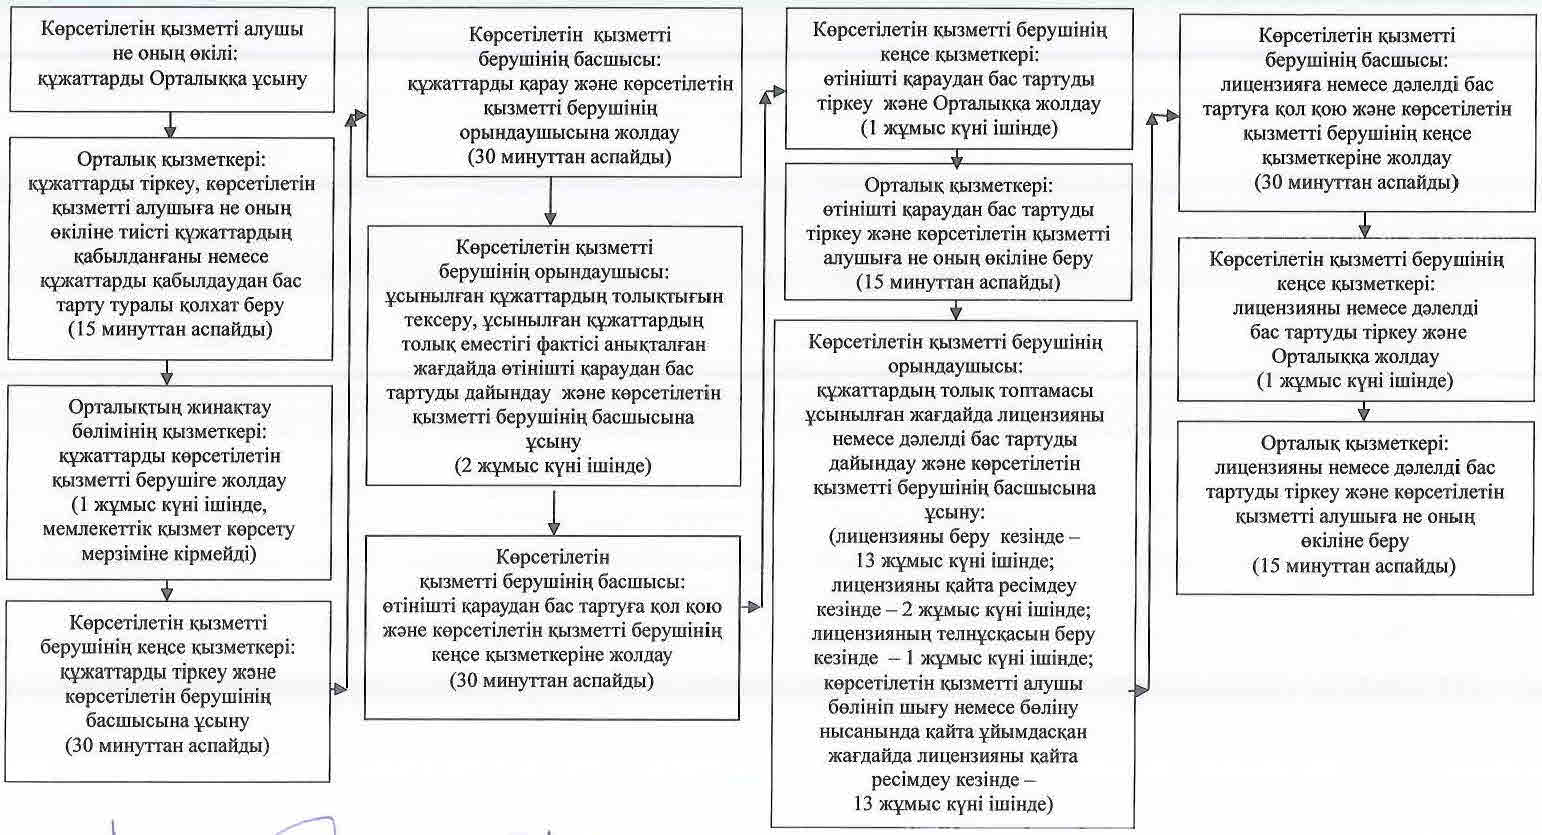 Көрсетілетін қызметті алушы
не оның өкілі:
құжаттарды Орталыққа ұсыну
Орталық қызметкері:
құжаттарды тіркеу, көрсетілетін
қызметті алушыға не оның
өкіліне тиісті құжаттардың
қабылданғаны немесе
құжаттарды қабылдаудан бас
тарту туралы қолхат беру
(15 минуттан аспайды)
Орталықтың жинақтау
бөлімінің қызметкері:
құжаттарды көрсетілетін
қызметті берушіге жолдау
(1 жұмыс күні ішінде,
мемлекеттік қызмет көрсету
мерзіміне кірмейді)
Көрсетілетін қызметті
берушінің кеңсе қызметкері:
құжаттарды тіркеу және
көрсетілетін берушінің
басшысына ұсыну
(30 минуттан аспайды)
Көрсетілетін қызметті
берушінің басшысы:
құжаттарды қарау және көрсетілетін
қызметті берушінің
орындаушысына жолдау
(30 минуттан аспайды)
Көрсетілетін қызметті
берушінің орындаушысы:
ұсынылған құжаттардың толықтығын
тексеру, ұсынылған құжаттардың
толық еместігі фактісі анықталған
жағдайда өтінішті қараудан бас
тартуды дайындау және көрсетілетін
қызметті берушінің басшысына
ұсыну
(2 жұмыс күні ішінде)
Көрсетілетін
қызметті берушінің басшысы:
өтінішті қараудан бас тартуға қол қою
және көрсетілетін қызметті берушінің
кеңсе қызметкеріне жолдау
(30 минуттан аспайды)
Көрсетілетін қызметті берушінің
кеңсе қызметкері:
өтінішті қараудан бас тартуды
тіркеу және Орталыққа жолдау
(1 жұмыс күні ішінде)
Орталық қызметкері:
өтінішті қараудан бас тартуды
тіркеу және көрсетілетін қызметті
алушыға не оның өкіліне беру
(15 минуттан аспайды)
Көрсетілетін қызметті берушінің
орындаушысы:
құжаттардың толық топтамасы
ұсынылған жағдайда лицензияны
немесе дәлелді бас тартуды
дайындау және көрсетілетін
қызметті берушінің басшысына
ұсыну:
(лицензияны беру кезінде –
13 жұмыс күні ішінде;
лицензияны қайта ресімдеу
кезінде – 2 жұмыс күні ішінде;
лицензияның телнұсқасын беру
кезінде – 1 жұмыс күні ішінде;
көрсетілетін қызметті алушы
бөлініп шығу немесе бөліну
нысанында қайта ұйымдасқан
жағдайда лицензияны қайта
ресімдеу кезінде –
13 жұмыс күні ішінде)
Көрсетілетін қызметті
берушінің басшысы:
лицензияға немесе дәлелді бас
тартуға қол қою және көрсетілетін
қызметті берушінің кеңсе
қызметкеріне жолдау
(30 минуттан аспайды)
Көрсетілетін қызметті берушінің
кеңсе қызметкері:
лицензияны немесе дәлелді
бас тартуды тіркеу және
Орталыққа жолдау
(1 жұмыс күні ішінде)
Орталық қызметкері:
лицензияны немесе дәлелді бас
тартуды тіркеу және көрсетілетін
қызметті алушыға не оның
өкіліне беру
(15 минуттан аспайды)